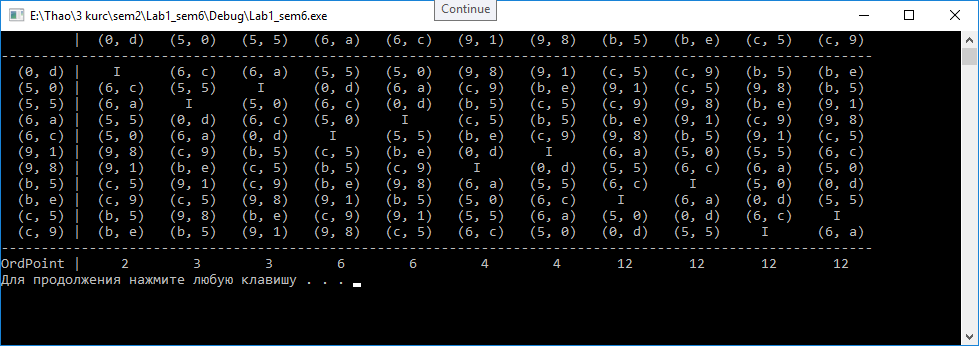 Continue
E:\Thao\3 kurc\sem2\Lab1_sem6\Debug\Lab1_sem6.exe
| (0, d) (5, 0) (5, 5) (6, a) (6, c) (9, 1) (9, 8) (b, 5) (b, e) (c, 5) (c, 9)
(0, d) | I (6, c) (6, a) (5, 5) (5, 0) (9, 8) (9, 1) (c, 5) (c, 9) (b, 5) (b, e)
(5, 0) | (6, c) (5, 5) I (0, d) (6, a) (c, 9) (b, e) (9, 1) (c, 5) (9, 8) (b, 5)
(5, 5) | (6, a) I (5, 0) (6, c) (0, d) (b, 5) (c, 5) (c, 9) (9, 8) (b, e) (9, 1)
(6, a) | (5, 5) (0, d) (6, c) (5, 0) I (c, 5) (b, 5) (b, e) (9, 1) (c, 9) (9, 8)
(6, c) | (5, 0) (6, a) (0, d) I (5, 5) (b, e) (c, 9) (9, 8) (b, 5) (9, 1) (c, 5)
(9, 1) | (9, 8) (c, 9) (b, 5) (c, 5) (b, e) (0, d) I (6, a) (5, 0) (5, 5) (6, c)
(9, 8) | (9, 1) (b, e) (c, 5) (b, 5) (c, 9) I (0, d) (5, 5) (6, c) (6, a) (5, 0)
(b, 5) | (c, 5) (9, 1) (c, 9) (b, e) (9, 8) (6, a) (5, 5) (6, c) I (5, 0) (0, d)
(b, e) | (c, 9) (c, 5) (9, 8) (9, 1) (b, 5) (5, 0) (6, c) I (6, a) (0, d) (5, 5)
(c, 5) | (b, 5) (9, 8) (b, e) (c, 9) (9, 1) (5, 5) (6, a) (5, 0) (0, d) (6, c) I
(c, 9) | (b, e) (b, 5) (9, 1) (9, 8) (c, 5) (6, c) (5, 0) (0, d) (5, 5) I (6, a)
OrdPoint | 2 3 3 6 6 4 4 12 12 12 12
Для продолжения нажмите любую клавишу . . .